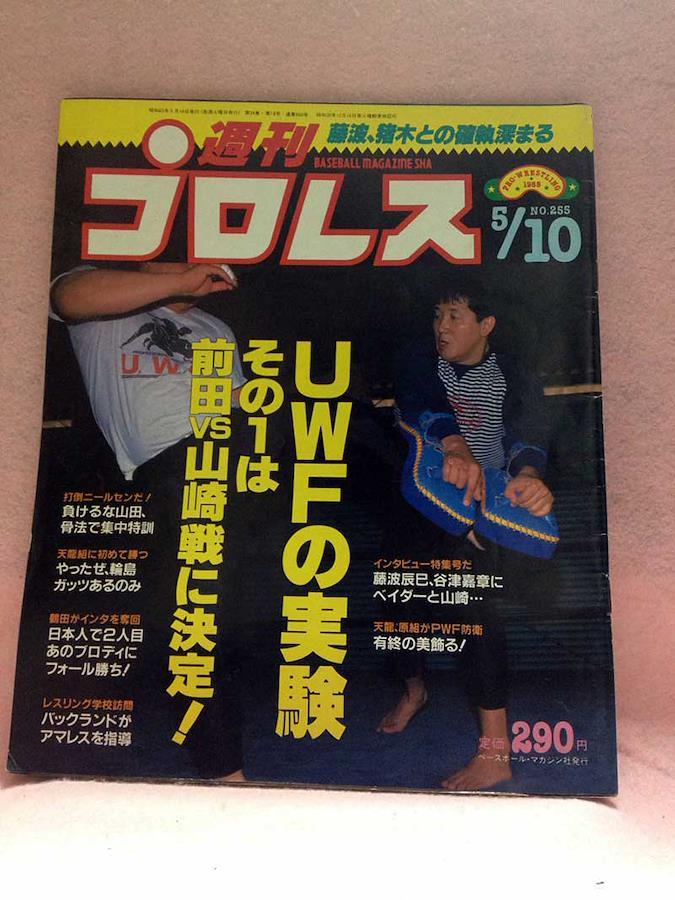 藤波、猪木との確執深まる
週刊
BASEBALL MAGAZINE SHA
プロレス
PRO-WRESTLING
1988
NO.255
5/10
U.W.
UWFの実験
その1は
前田VS山崎戦に決定!
打倒ニールセンだ!
負けるな山田、
骨法で集中特訓
天龍組に初めて勝つ
やったぜ、輪島
ガッツあるのみ
鶴田がインタを奪回
日本人で2人目
あのブロディに
フォール勝ち!
レスリング学校訪問
バックランドが
アマレスを指導
インタビュー特集号だ
藤波辰巳、谷津嘉章に
ベイダーと山崎…
天龍、原組がPWF防衛
有終の美飾る!
定価290円
ベースボール・マガジン社発行